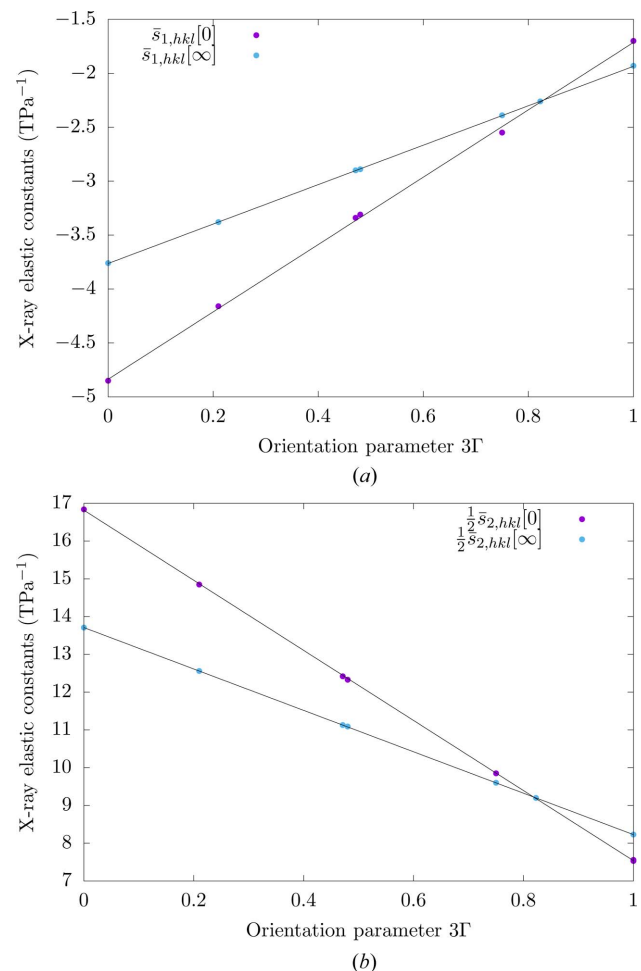 s̄₁,hkl[0]
s̄₁,hkl[∞]
X-ray elastic constants (TPa⁻¹)
−1.5
−2
−2.5
−3
−3.5
−4
−4.5
−5
0 0.2 0.4 0.6 0.8 1
Orientation parameter 3Γ
(a)
½s̄₂,hkl[0]
½s̄₂,hkl[∞]
X-ray elastic constants (TPa⁻¹)
17
16
15
14
13
12
11
10
9
8
7
0 0.2 0.4 0.6 0.8 1
Orientation parameter 3Γ
(b)